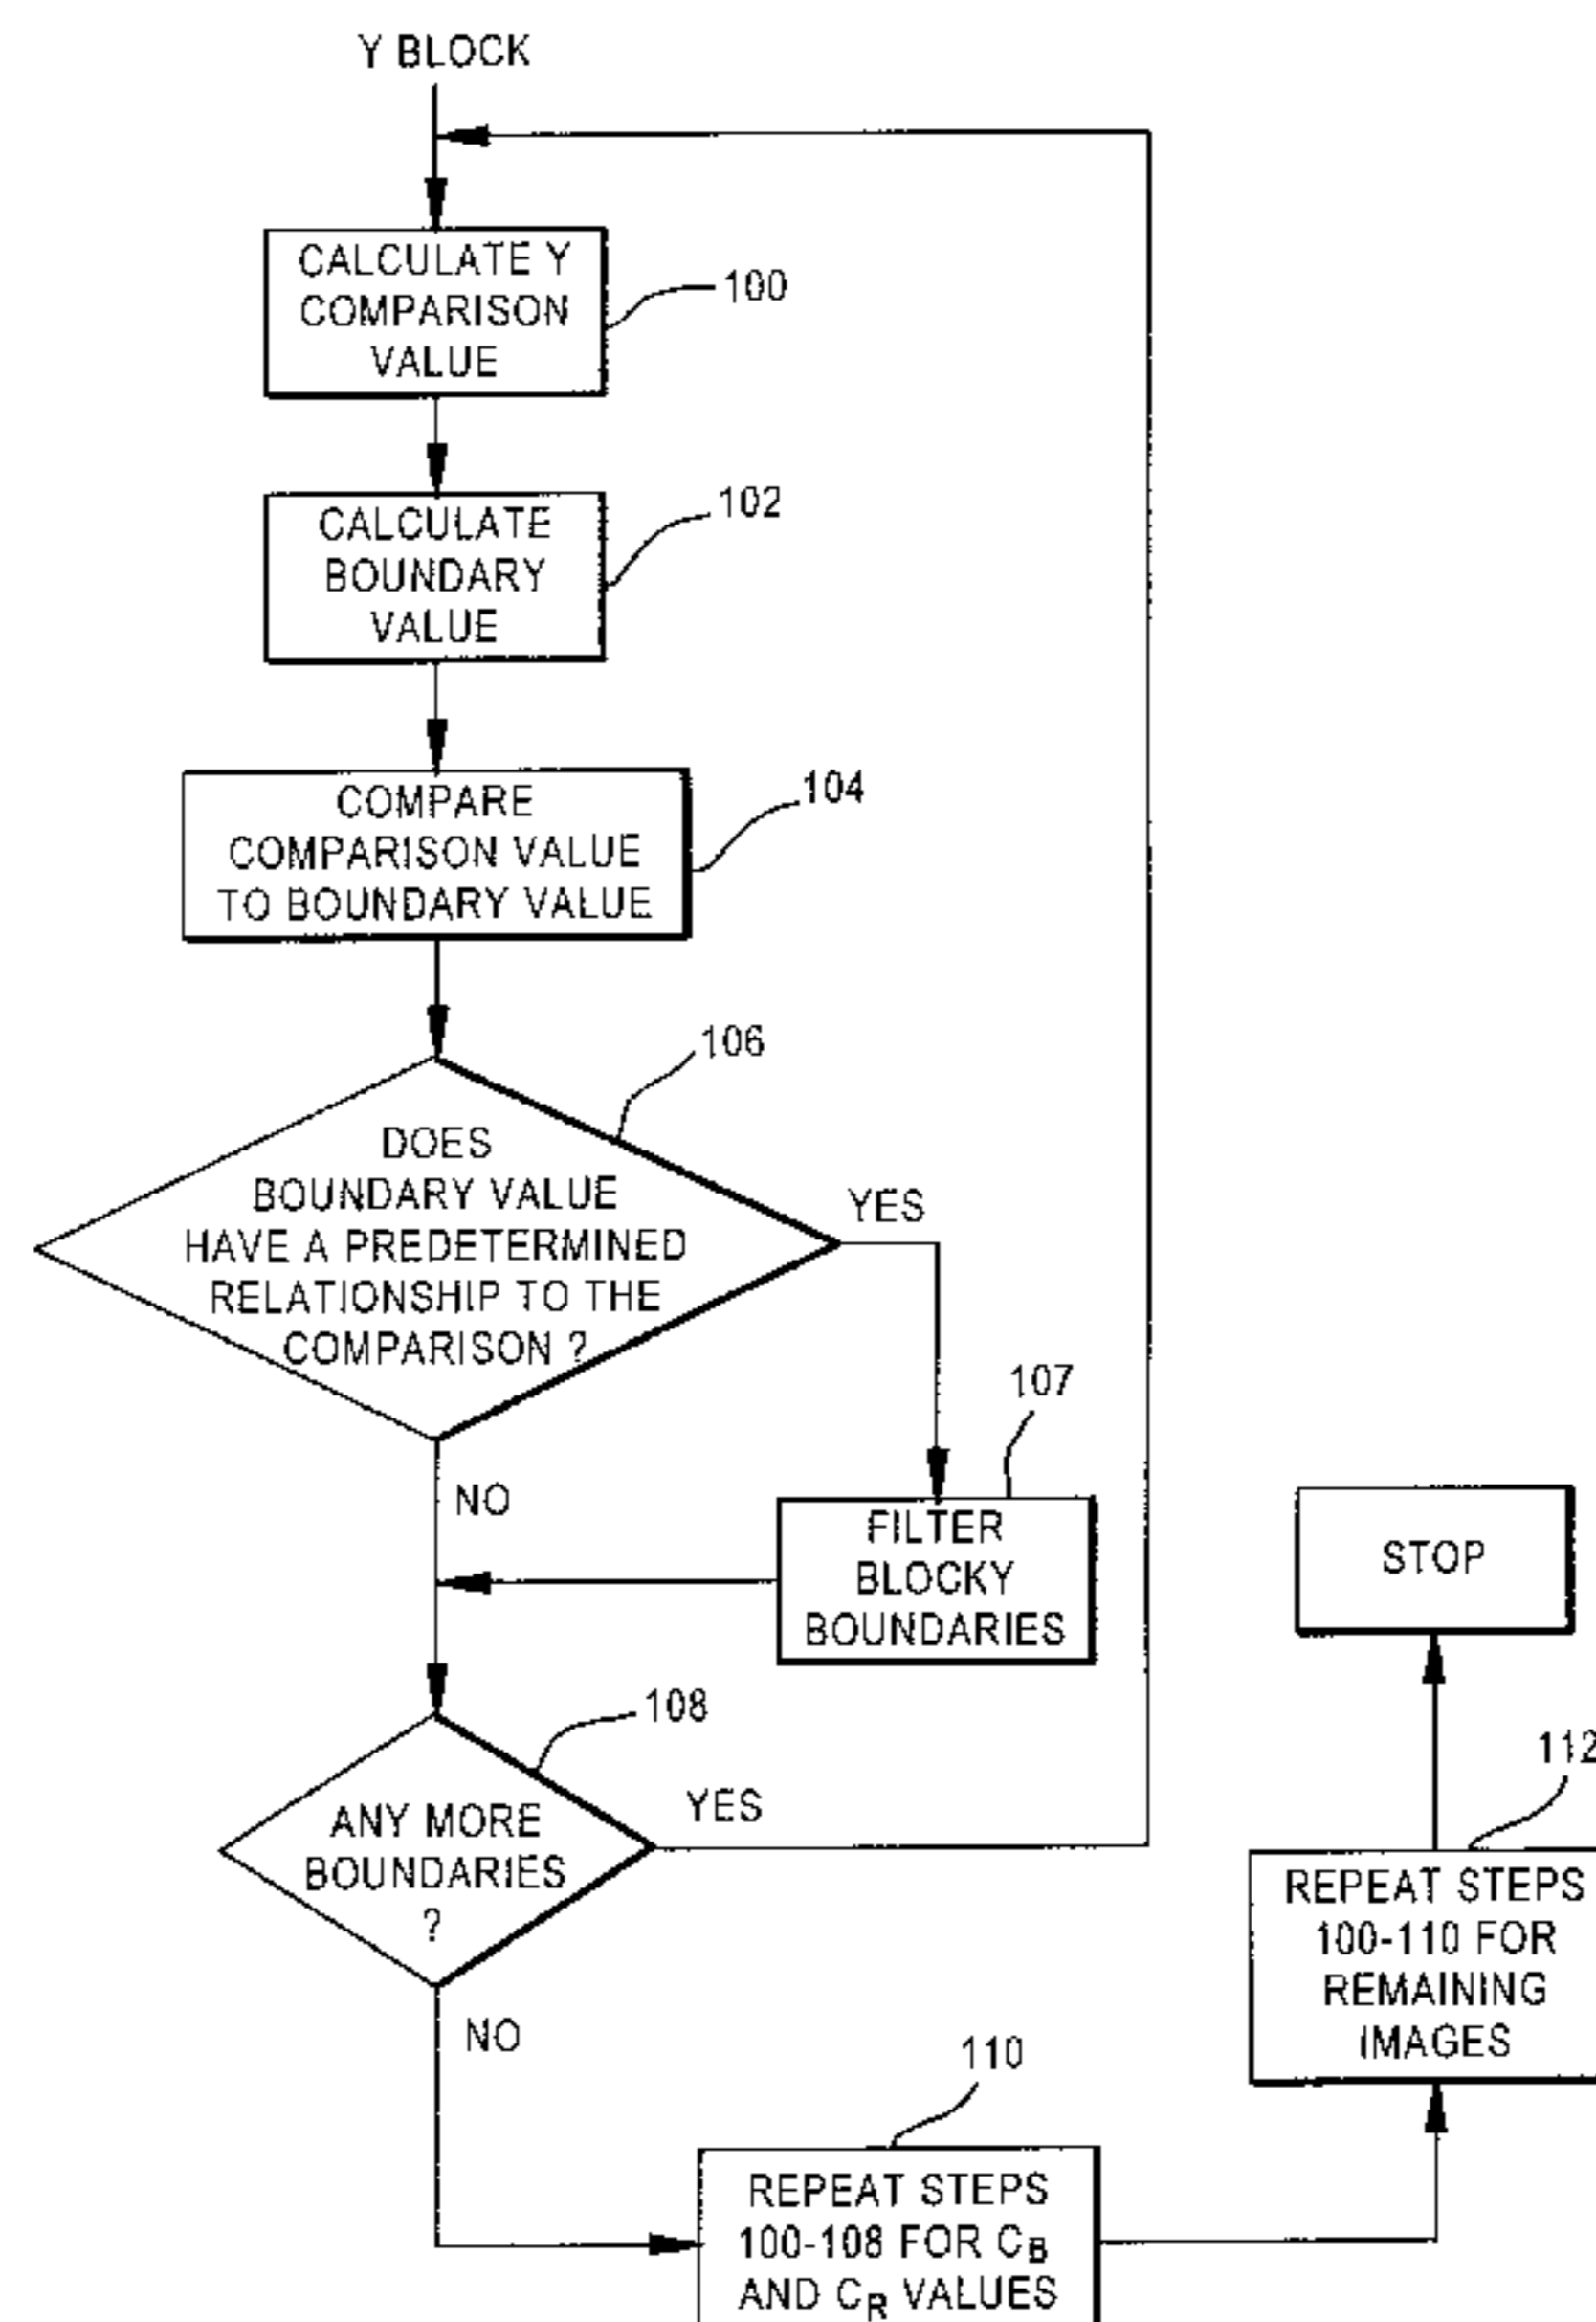 Y BLOCK
CALCULATE Y
COMPARISON
VALUE
100
CALCULATE
BOUNDARY
VALUE
102
COMPARE
COMPARISON VALUE
TO BOUNDARY VALUE
104
106
DOES
BOUNDARY VALUE
HAVE A PREDETERMINED
RELATIONSHIP TO THE
COMPARISON ?
YES
NO
107
FILTER
BLOCKY
BOUNDARIES
108
ANY MORE
BOUNDARIES
?
YES
NO
110
REPEAT STEPS
100-108 FOR CB
AND CR VALUES
112
REPEAT STEPS
100-110 FOR
REMAINING
IMAGES
STOP